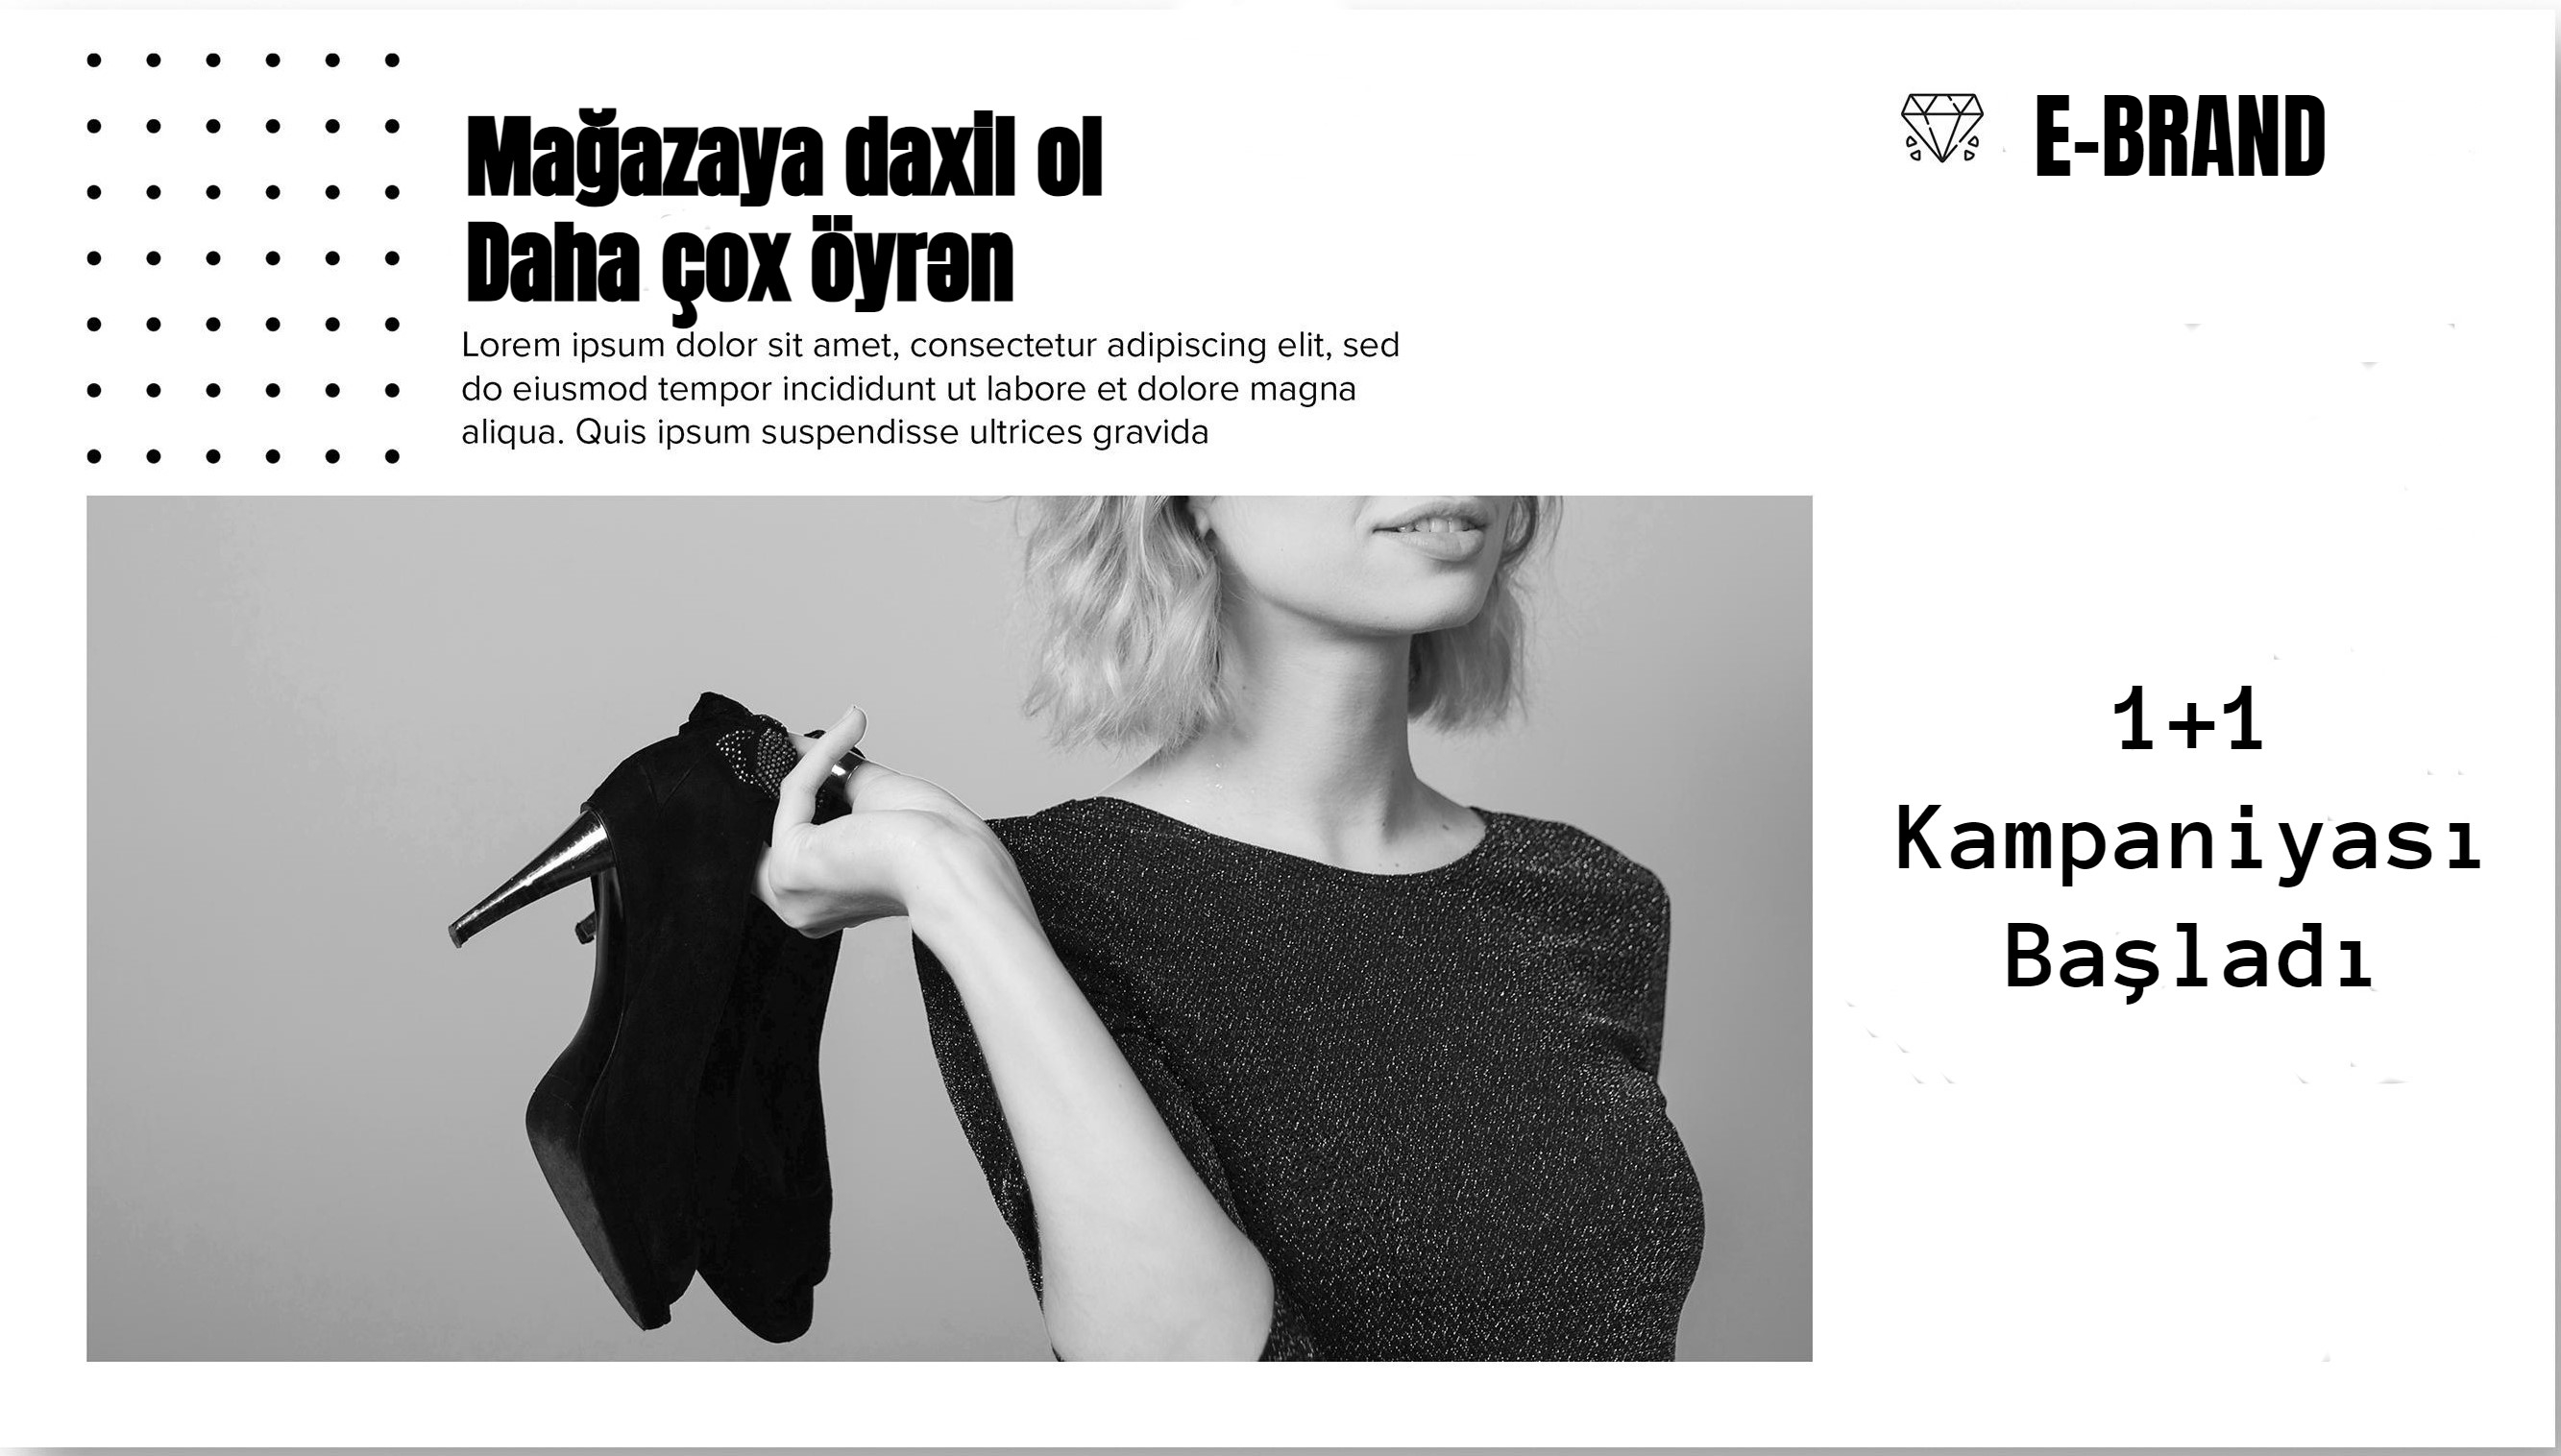 Mağazaya daxil ol
Daha çox öyrən
Lorem ipsum dolor sit amet, consectetur adipiscing elit, sed
do eiusmod tempor incididunt ut labore et dolore magna
aliqua. Quis ipsum suspendisse ultrices gravida
E-BRAND
1+1
Kampaniyası
Başladı